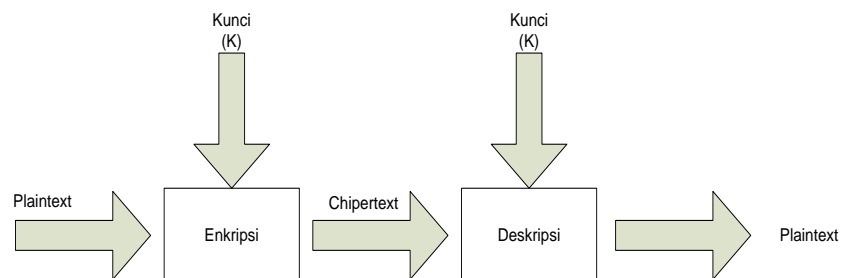 Kunci
(K)
Kunci
(K)
Plaintext
Enkripsi
Chipertext
Deskripsi
Plaintext